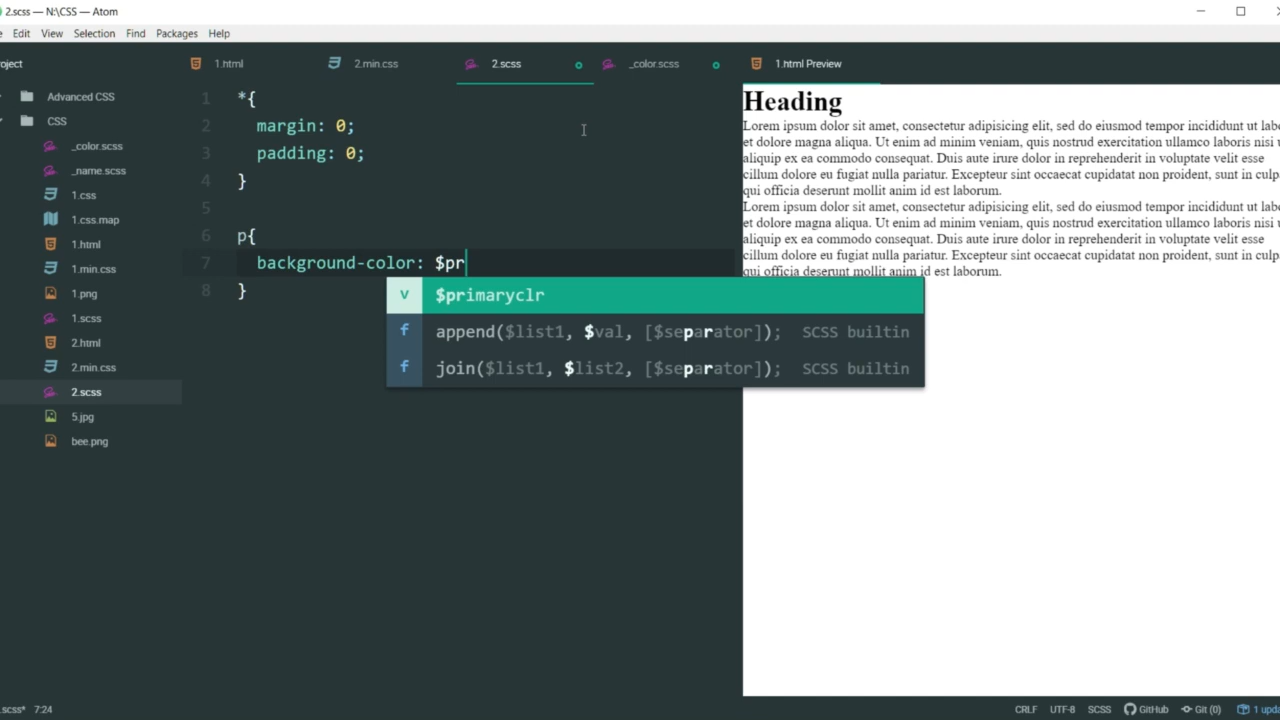 2.scss — N:\CSS — Atom
Edit View Selection Find Packages Help
1.html
2.min.css
2.scss
_color.scss
1.html Preview
Advanced CSS
CSS
_color.scss
_name.scss
1.css
1.css.map
1.html
1.min.css
1.png
1.scss
2.html
2.min.css
2.scss
5.jpg
bee.png
1 *{
2 margin: 0;
3 padding: 0;
4 }
5
6 p{
7 background-color: $pr
8 }
v $primaryclr
f append($list1, $val, [$separator]); SCSS builtin
f join($list1, $list2, [$separator]); SCSS builtin
Heading
Lorem ipsum dolor sit amet, consectetur adipisicing elit, sed do eiusmod tempor incididunt ut labo
et dolore magna aliqua. Ut enim ad minim veniam, quis nostrud exercitation ullamco laboris nisi u
aliquip ex ea commodo consequat. Duis aute irure dolor in reprehenderit in voluptate velit esse
cillum dolore eu fugiat nulla pariatur. Excepteur sint occaecat cupidatat non proident, sunt in culpa
qui officia deserunt mollit anim id est laborum.
Lorem ipsum dolor sit amet, consectetur adipisicing elit, sed do eiusmod tempor incididunt ut labo
et dolore magna aliqua. Ut enim ad minim veniam, quis nostrud exercitation ullamco laboris nisi u
aliquip ex ea commodo consequat. Duis aute irure dolor in reprehenderit in voluptate velit esse
cillum dolore eu fugiat nulla pariatur. Excepteur sint occaecat cupidatat non proident, sunt in culpa
qui officia deserunt mollit anim id est laborum.
.scss* 7:24
CRLF UTF-8 SCSS GitHub Git (0) 1 upda